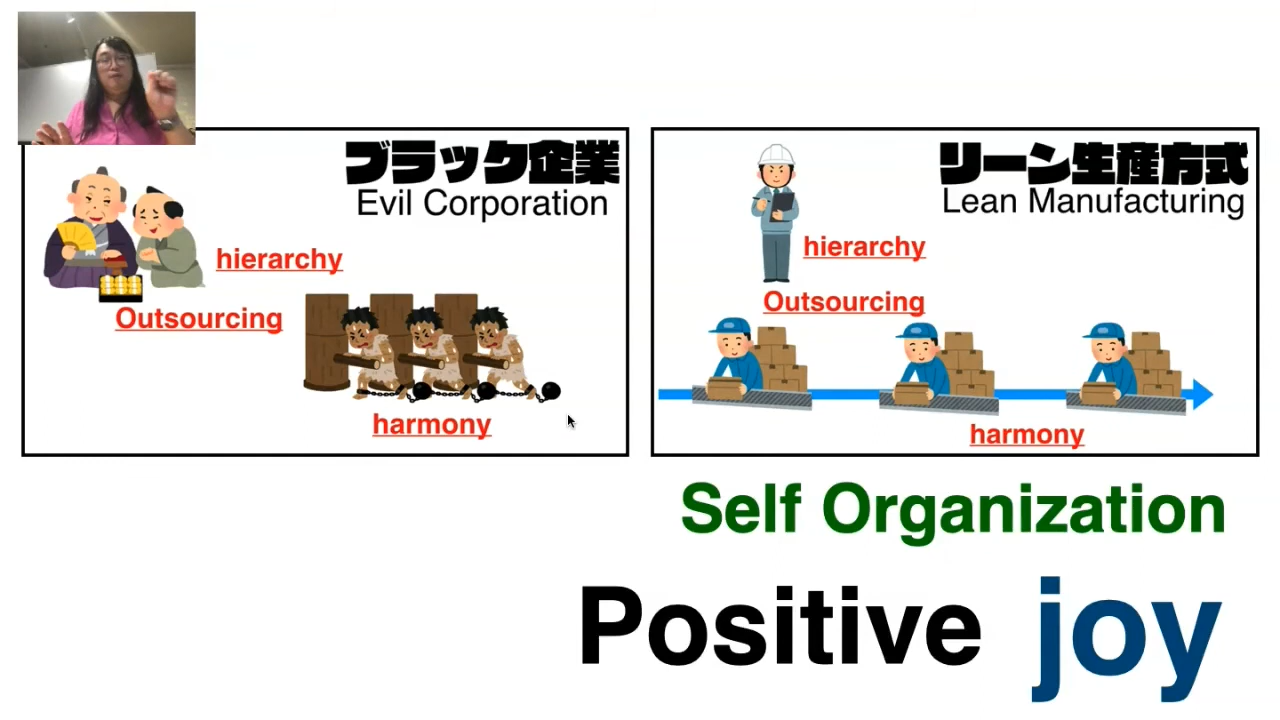 ブラック企業
Evil Corporation
hierarchy
Outsourcing
harmony
リーン生産方式
Lean Manufacturing
hierarchy
Outsourcing
harmony
Self Organization
Positive joy